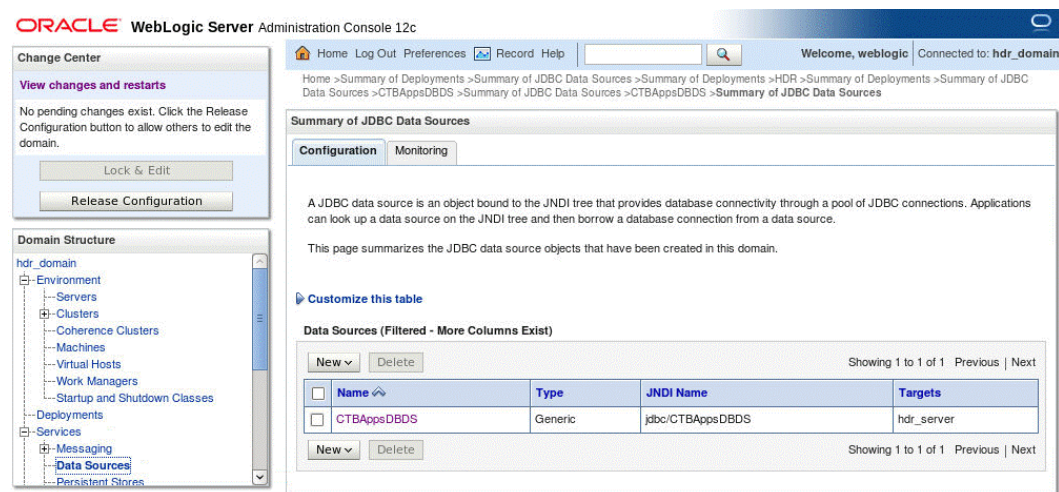 ORACLE WebLogic Server Administration Console 12c
Change Center
View changes and restarts
No pending changes exist. Click the Release
Configuration button to allow others to edit the
domain.
Lock & Edit
Release Configuration
Domain Structure
hdr_domain
Environment
Servers
Clusters
Coherence Clusters
Machines
Virtual Hosts
Work Managers
Startup and Shutdown Classes
Deployments
Services
Messaging
Data Sources
Persistent Stores
Home Log Out Preferences Record Help
Welcome, weblogic Connected to: hdr_domain
Home >Summary of Deployments >Summary of JDBC Data Sources >Summary of Deployments >HDR >Summary of Deployments >Summary of JDBC
Data Sources >CTBAppsDBDS >Summary of JDBC Data Sources >CTBAppsDBDS >Summary of JDBC Data Sources
Summary of JDBC Data Sources
Configuration Monitoring
A JDBC data source is an object bound to the JNDI tree that provides database connectivity through a pool of JDBC connections. Applications
can look up a data source on the JNDI tree and then borrow a database connection from a data source.
This page summarizes the JDBC data source objects that have been created in this domain.
Customize this table
Data Sources (Filtered - More Columns Exist)
New Delete Showing 1 to 1 of 1 Previous | Next
Name Type JNDI Name Targets
CTBAppsDBDS Generic jdbc/CTBAppsDBDS hdr_server
New Delete Showing 1 to 1 of 1 Previous | Next